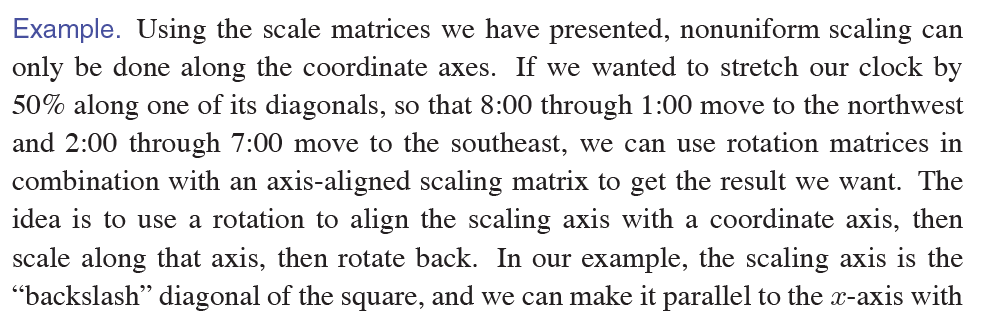 Example. Using the scale matrices we have presented, nonuniform scaling can
only be done along the coordinate axes. If we wanted to stretch our clock by
50% along one of its diagonals, so that 8:00 through 1:00 move to the northwest
and 2:00 through 7:00 move to the southeast, we can use rotation matrices in
combination with an axis-aligned scaling matrix to get the result we want. The
idea is to use a rotation to align the scaling axis with a coordinate axis, then
scale along that axis, then rotate back. In our example, the scaling axis is the
“backslash” diagonal of the square, and we can make it parallel to the x-axis with